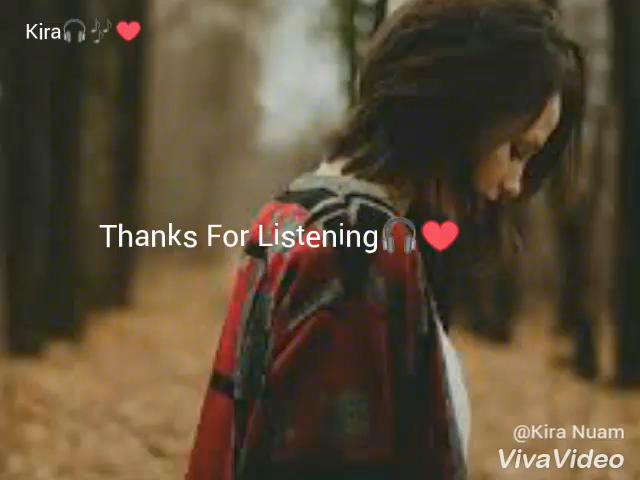 Kira🎧🎶❤️
Thanks For Listening🎧❤️
@Kira Nuam
VivaVideo